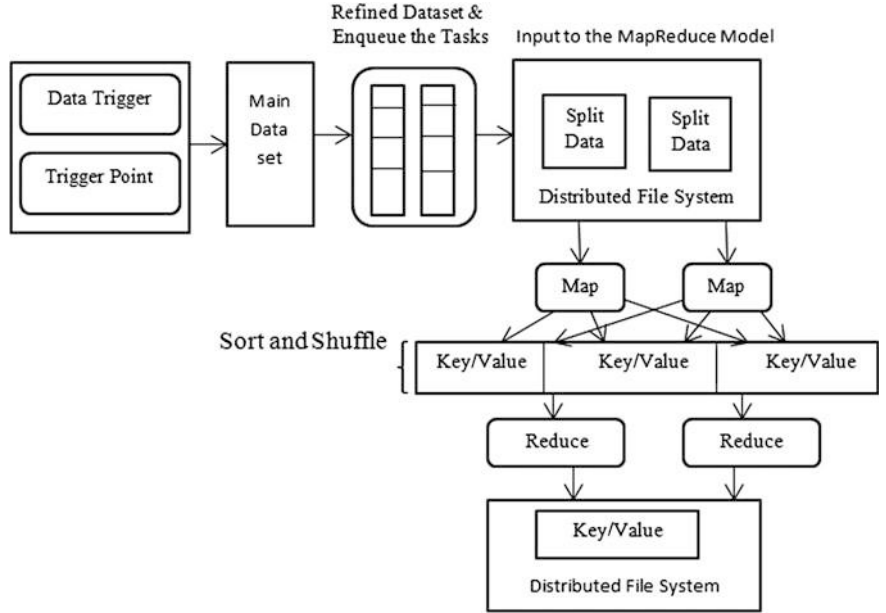 Refined Dataset &
Enqueue the Tasks
Input to the MapReduce Model
Data Trigger
Trigger Point
Main
Data
set
Split
Data
Split
Data
Distributed File System
Map
Map
Sort and Shuffle
Key/Value
Key/Value
Key/Value
Reduce
Reduce
Key/Value
Distributed File System